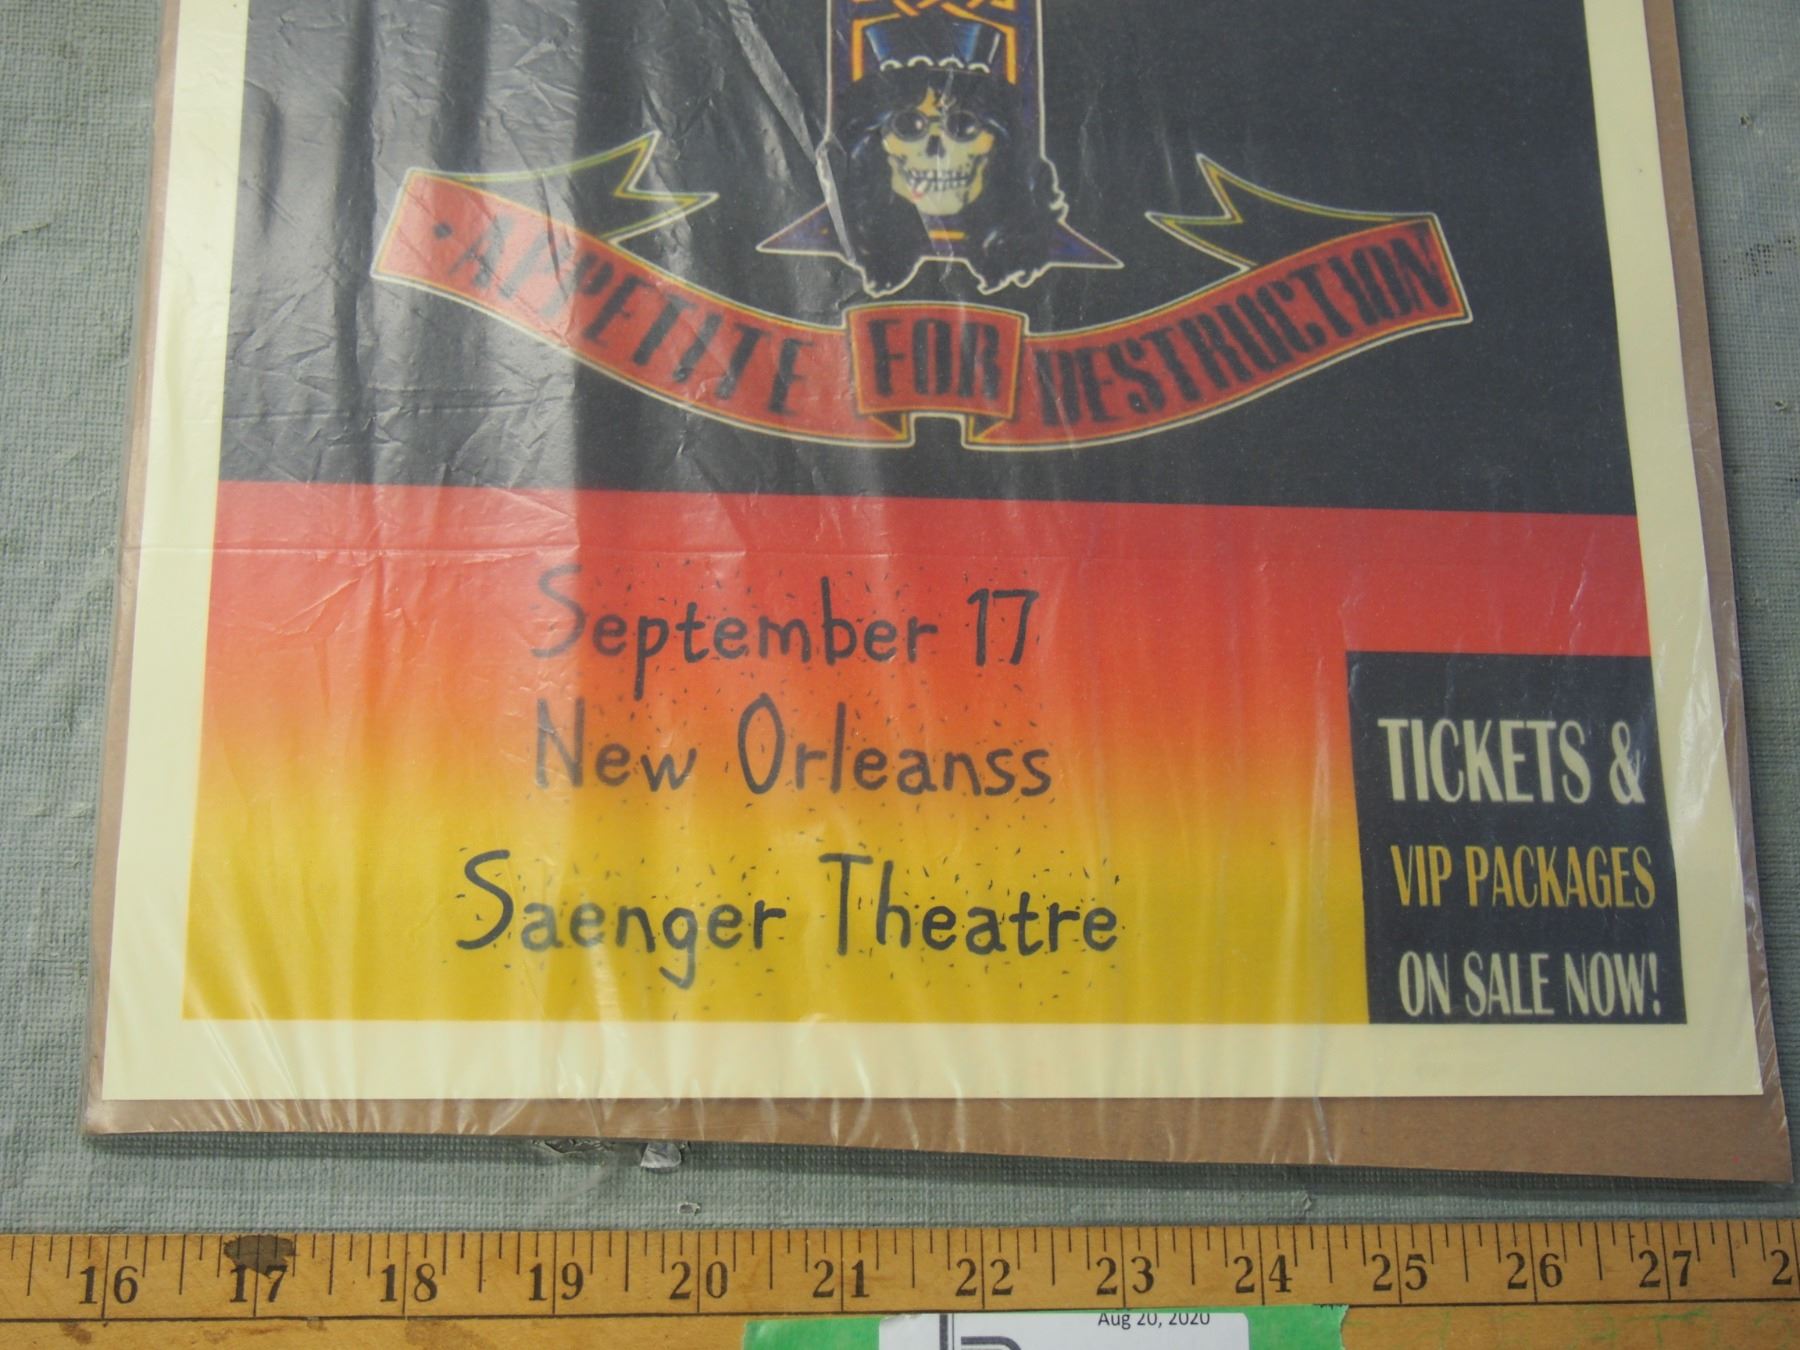 · APPETITE FOR DESTRUCTION
September 17
New Orleanss
Saenger Theatre
TICKETS &
VIP PACKAGES
ON SALE NOW!
16 17 18 19 20 21 22 23 24 25 26 27 2
Aug 20, 2020